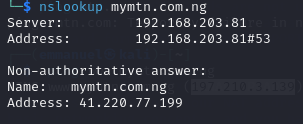 └─$ nslookup mymtn.com.ng
Server:         192.168.203.81
Address:        192.168.203.81#53

Non-authoritative answer:
Name:   mymtn.com.ng
Address: 41.220.77.199